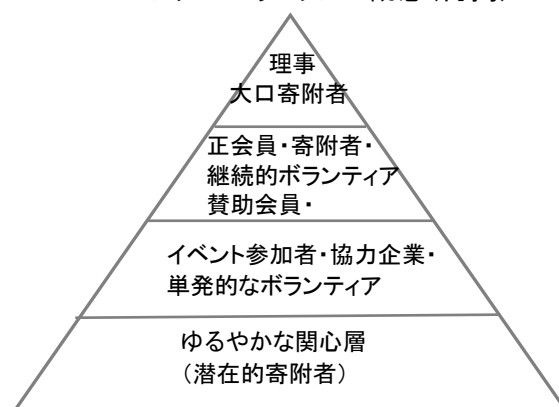 理事
大口寄附者
正会員・寄附者・
継続的ボランティア
賛助会員・
イベント参加者・協力企業・
単発的なボランティア
ゆるやかな関心層
（潜在的寄附者）